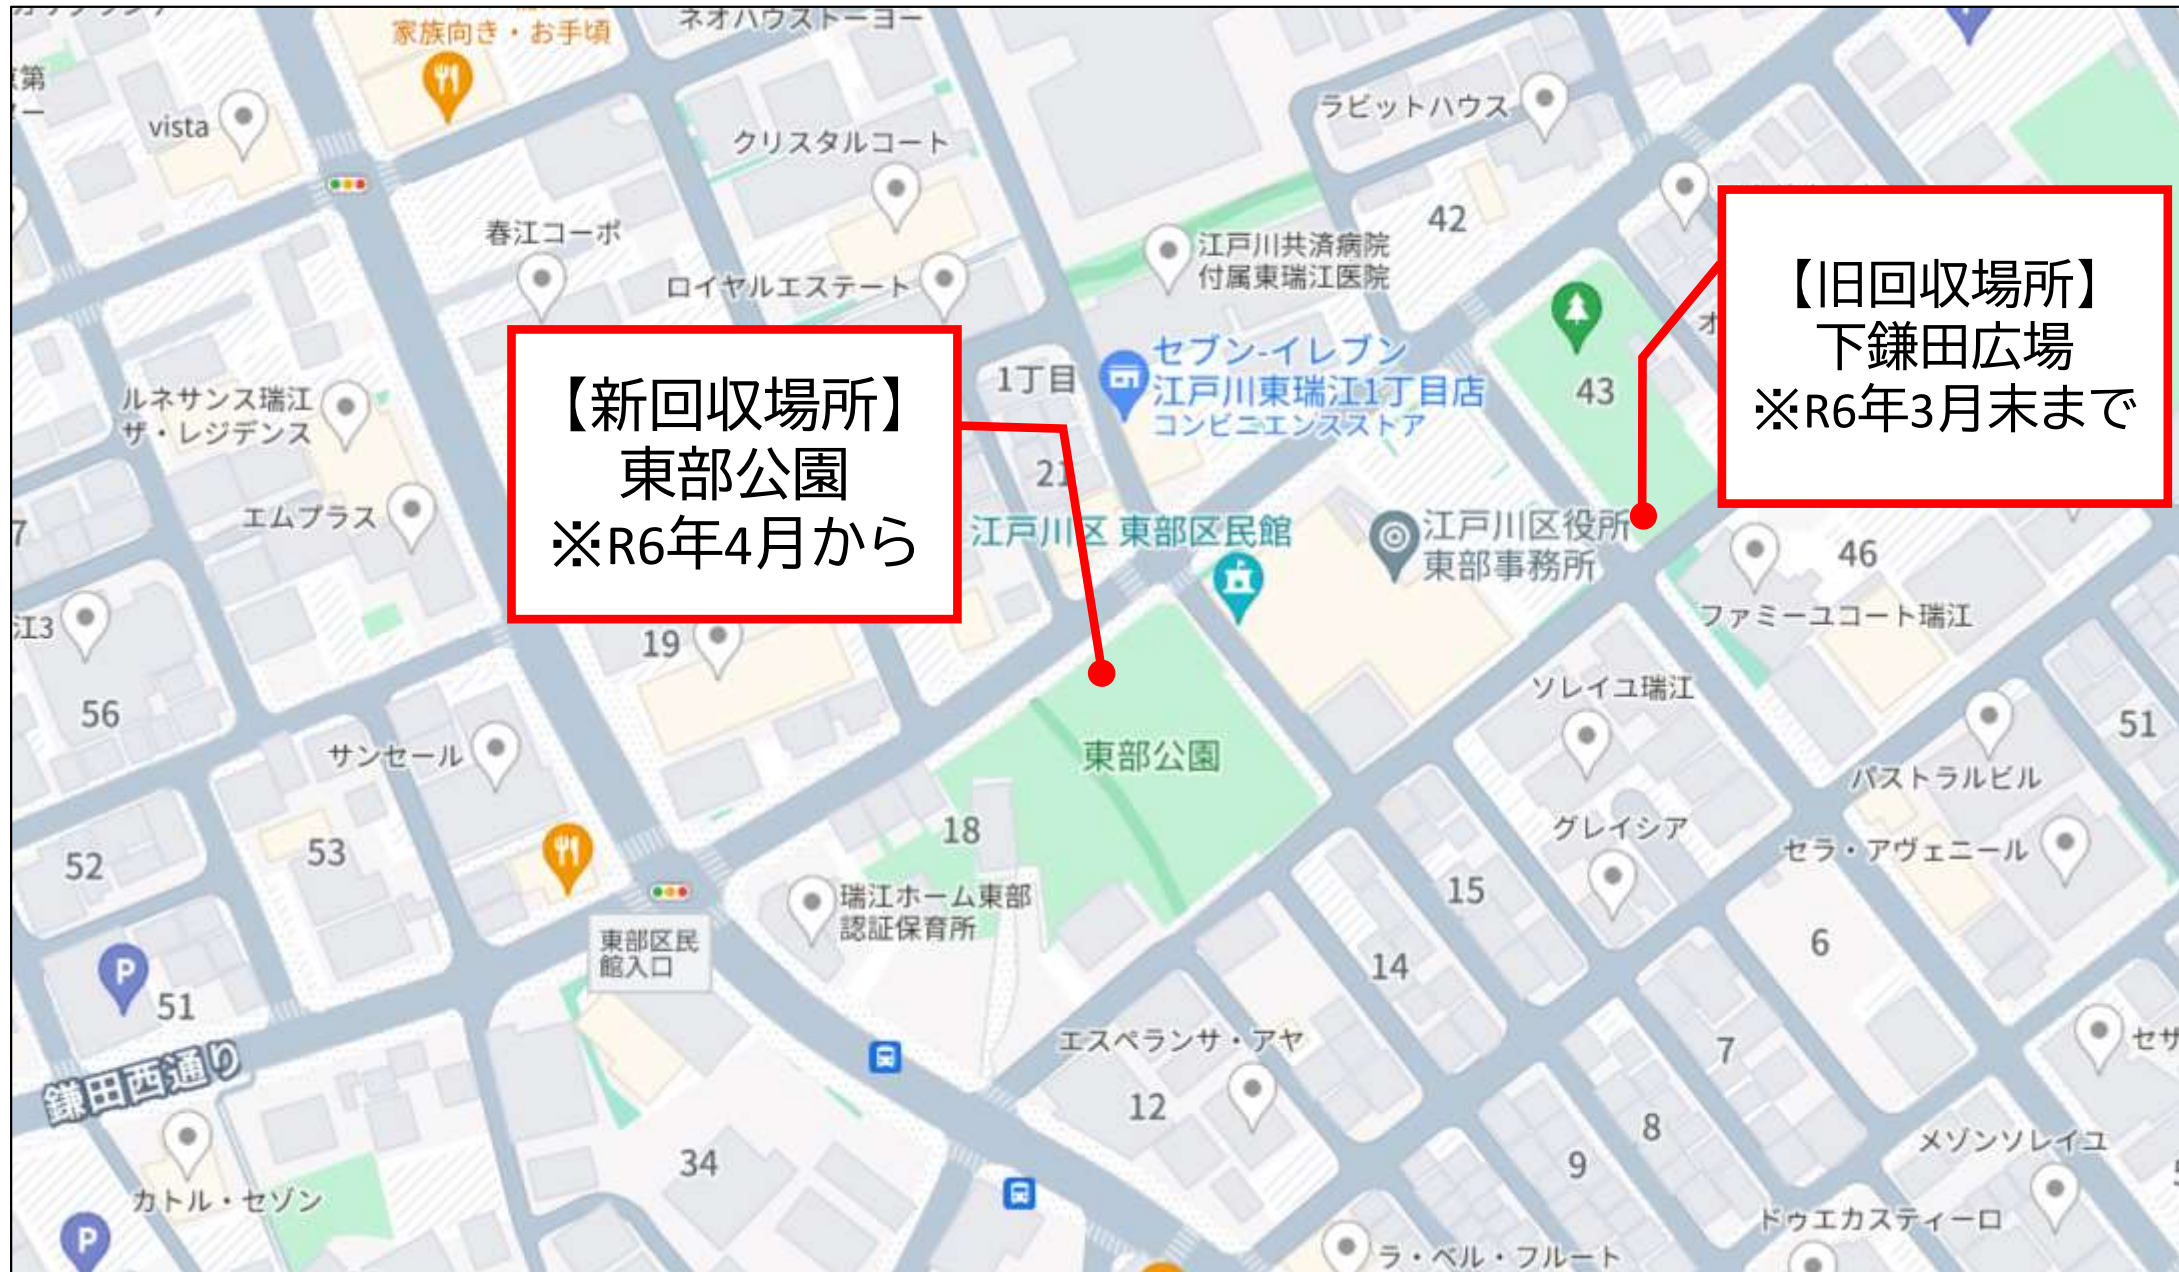 家族向き・お手頃
ネオハウストーヨー
第
vista
クリスタルコート
ラビットハウス
春江コーポ
ロイヤルエステート
江戸川共済病院
付属東瑞江医院
42
【旧回収場所】
下鎌田広場
※R6年3月末まで
【新回収場所】
東部公園
※R6年4月から
1丁目
セブン-イレブン
江戸川東瑞江1丁目店
コンビニエンスストア
43
ルネサンス瑞江
ザ・レジデンス
エムプラス
21
江戸川区 東部区民館
江戸川区役所
東部事務所
46
ファミーユコート瑞江
7
江3
19
56
サンセール
東部公園
ソレイユ瑞江
51
パストラルビル
グレイシア
セラ・アヴェニール
52
53
18
15
瑞江ホーム東部
認証保育所
東部区民
館入口
14
6
P
51
鎌田西通り
エスペランサ・アヤ
12
7
セザ
8
9
34
メゾンソレイユ
カトル・セゾン
ドゥエカスティーロ
P
ラ・ベル・フルート